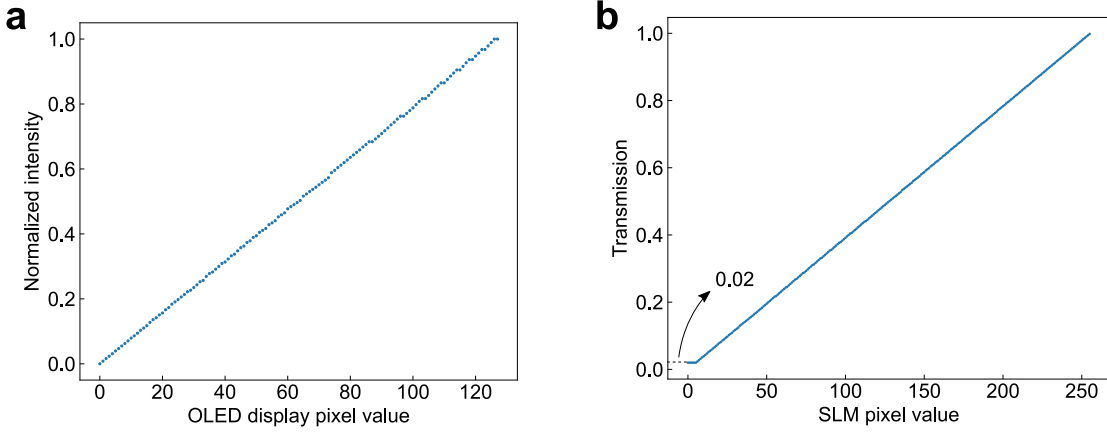 a
1.0
0.8
0.6
0.4
0.2
0.0
Normalized intensity
0 20 40 60 80 100 120
OLED display pixel value
b
1.0
0.8
0.6
0.4
0.2
0.0
Transmission
0.02
0 50 100 150 200 250
SLM pixel value